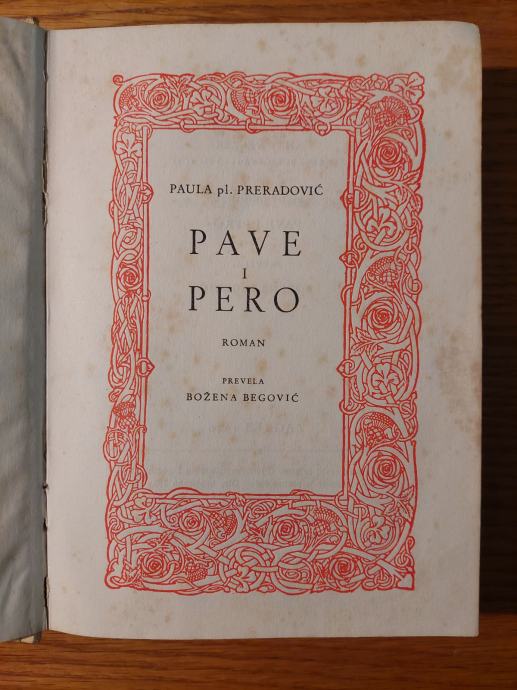 PAULA pl. PRERADOVIĆ
PAVE
I
PERO
ROMAN
PREVELA
BOŽENA BEGOVIĆ